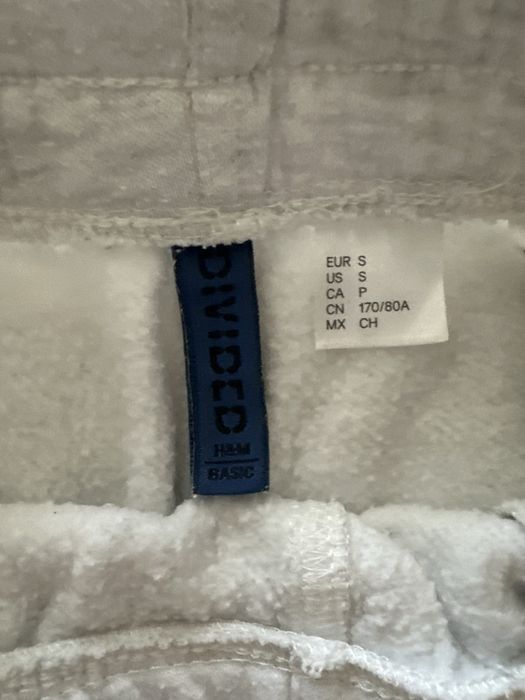 DIVIDED
H&M
BASIC
EUR S
US S
CA P
CN 170/80A
MX CH